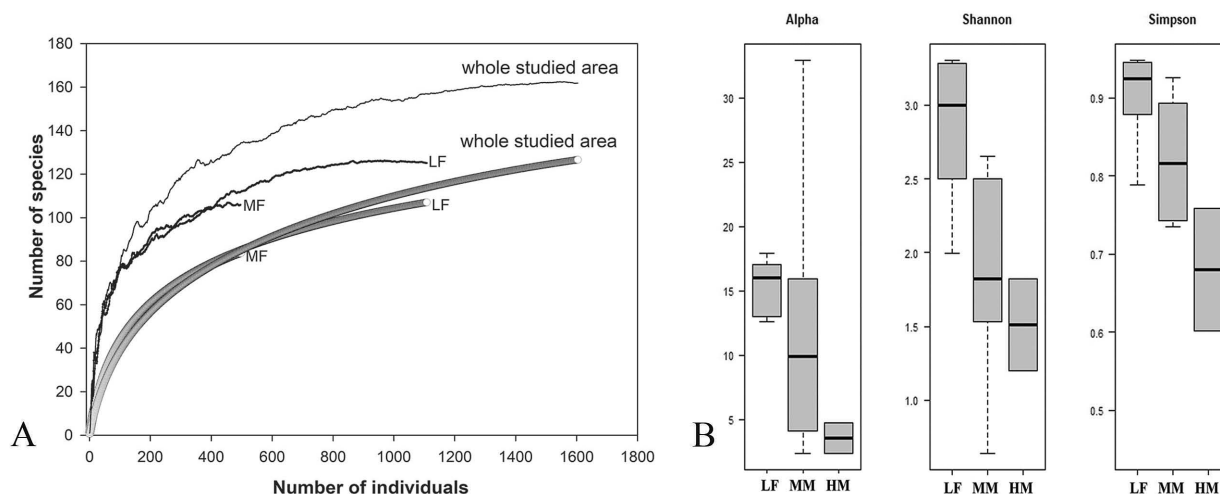 A
Number of species
180
160
140
120
100
80
60
40
20
0
whole studied area
whole studied area
LF
MF
LF
MF
0 200 400 600 800 1000 1200 1400 1600 1800
Number of individuals
B
Alpha
30
25
20
15
10
5
LF MM HM
Shannon
3.0
2.5
2.0
1.5
1.0
LF MM HM
Simpson
0.9
0.8
0.7
0.6
0.5
LF MM HM